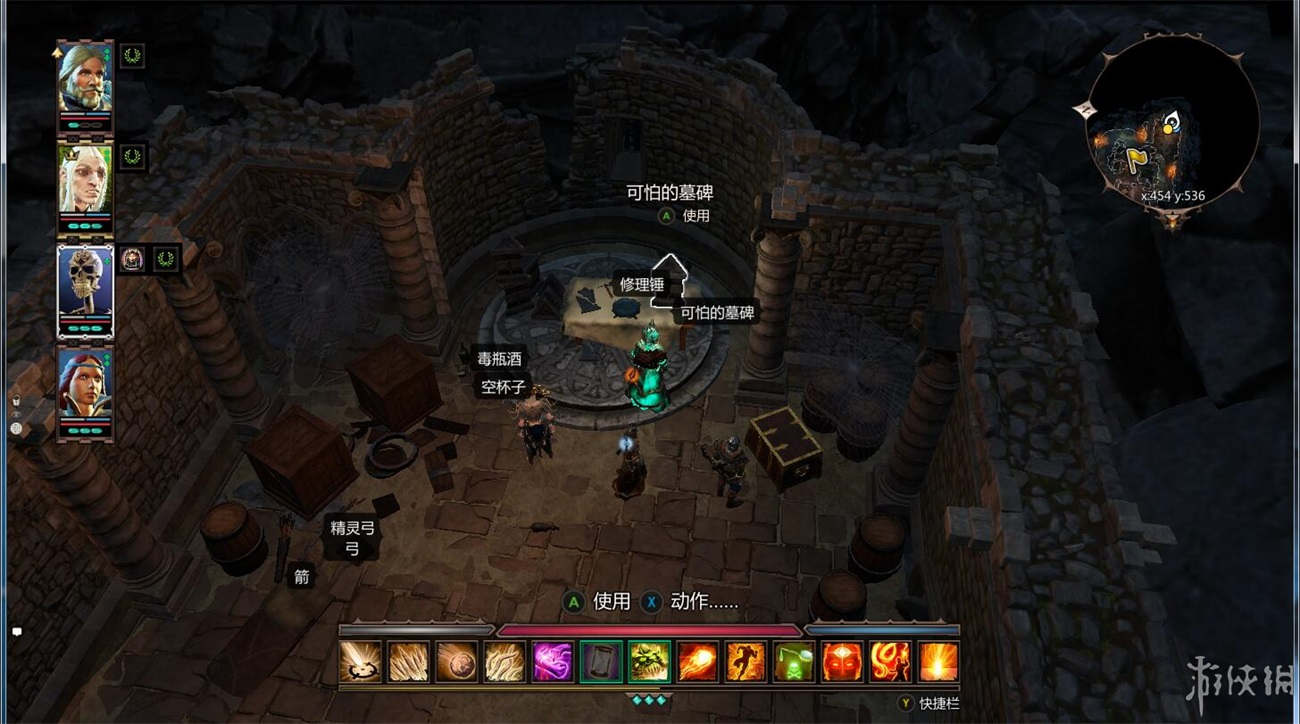 x:454 y:536
可怕的墓碑
A 使用
修理锤
可怕的墓碑
毒瓶酒
空杯子
精灵弓
弓
箭
A 使用 X 动作......
Y 快捷栏
游侠网